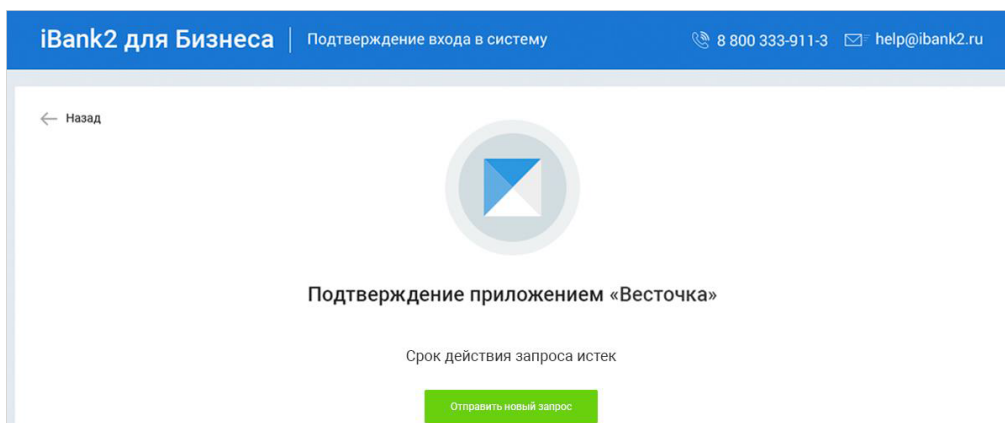 iBank2 для Бизнеса | Подтверждение входа в систему 8 800 333-911-3 help@ibank2.ru
Назад
Подтверждение приложением «Весточка»
Срок действия запроса истек
Отправить новый запрос